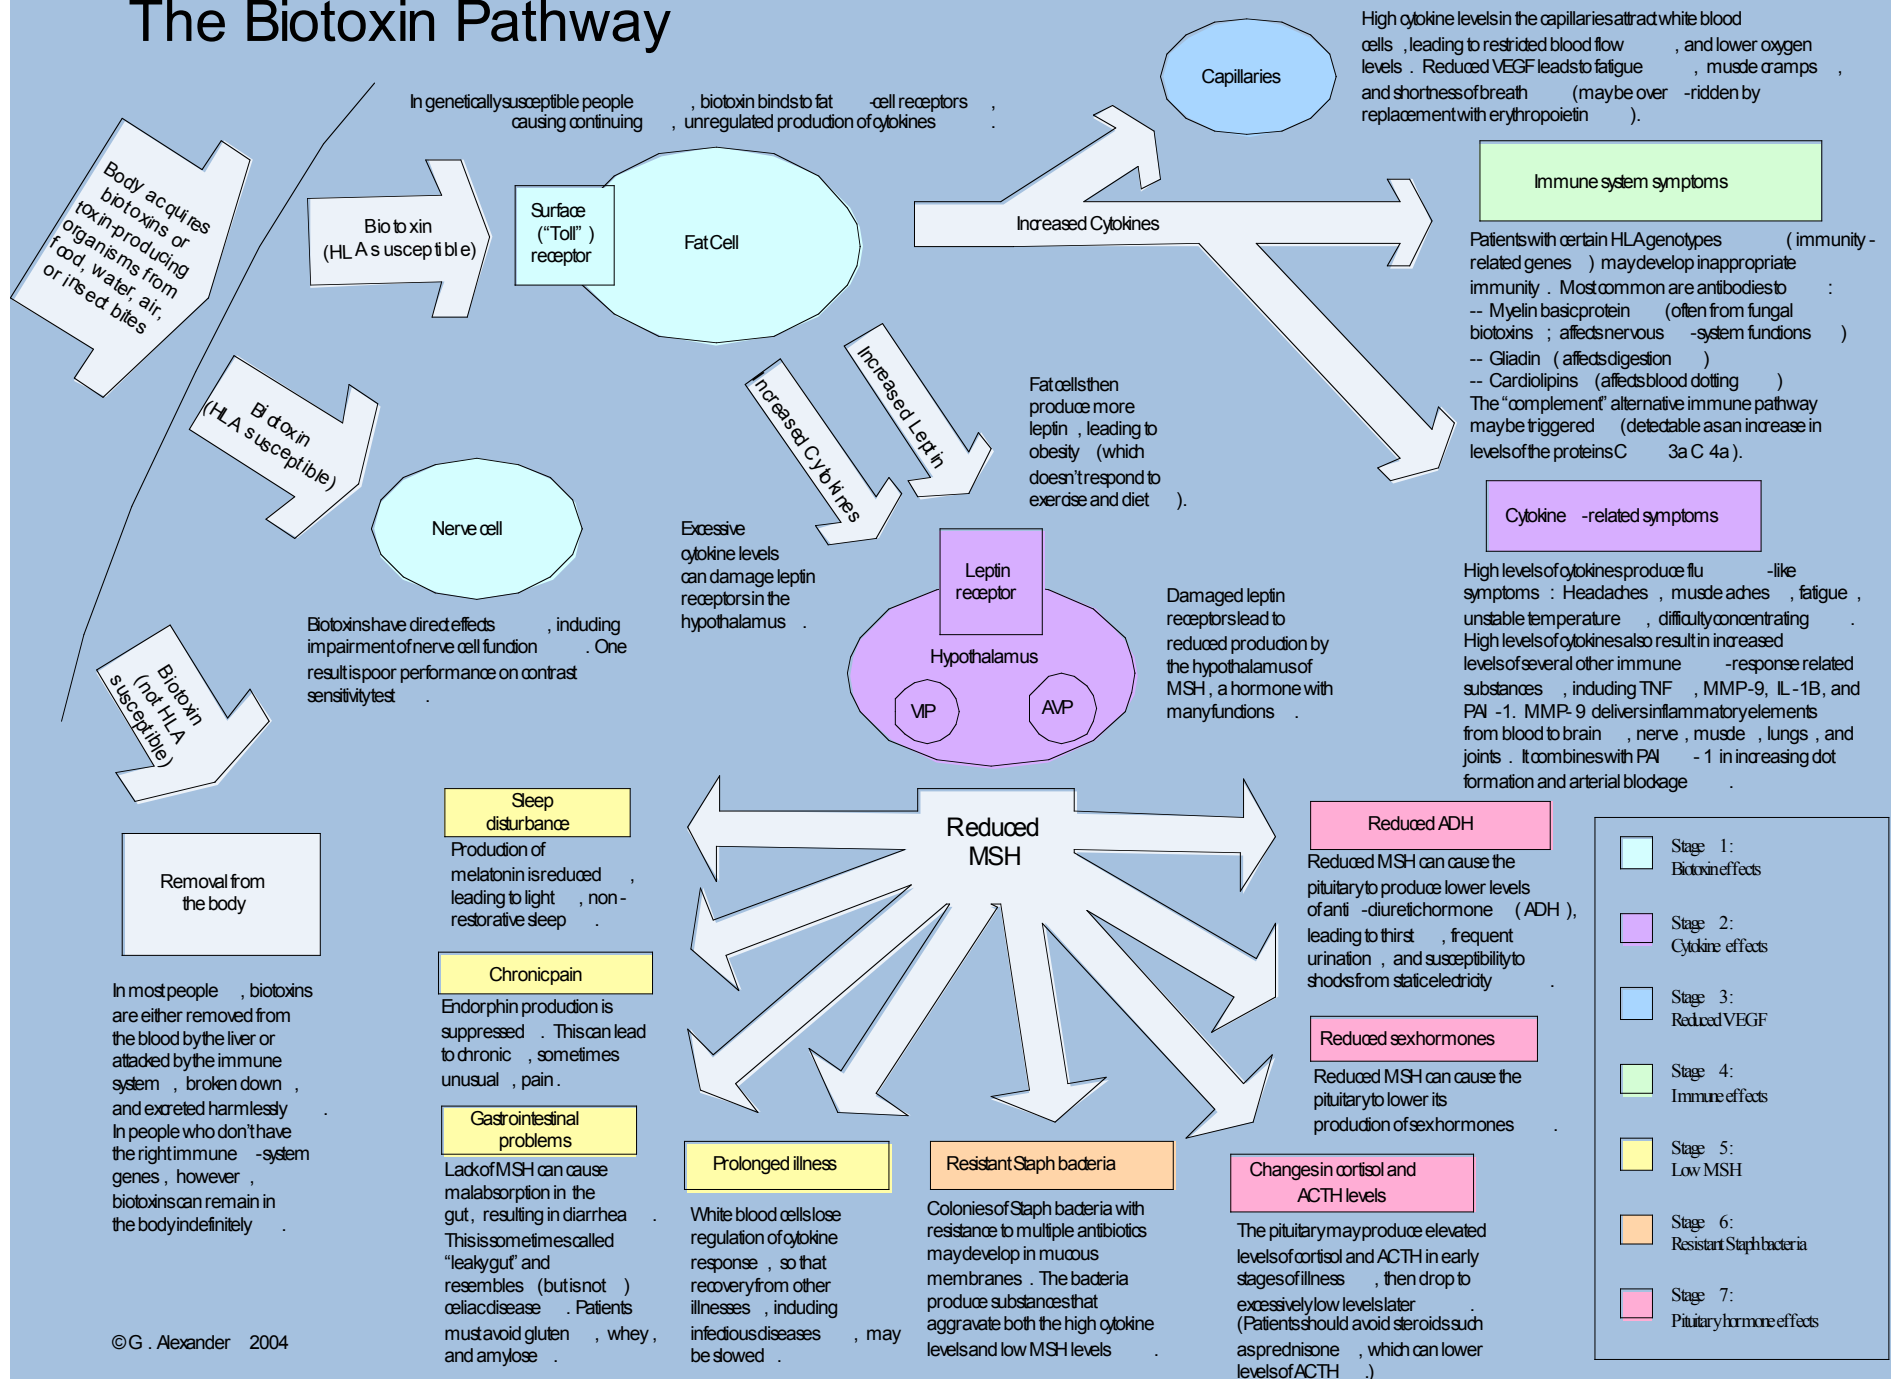 The Biotoxin Pathway
High cytokine levels in the capillaries attract white blood
cells , leading to restricted blood flow , and lower oxygen
levels . Reduced VEGF leads to fatigue , muscle cramps ,
and shortness of breath (may be over -ridden by
replacement with erythropoietin ).
Capillaries
In genetically susceptible people , biotoxin binds to fat -cell receptors ,
causing continuing , unregulated production of cytokines .
Body acquires
biotoxins or
toxin-producing
organisms from
food, water, air,
or insect bites
Biotoxin
(HLA susceptible)
Surface
("Toll" )
receptor
Fat Cell
Increased Cytokines
Immune system symptoms
Patients with certain HLA genotypes ( immunity -
related genes ) may develop inappropriate
immunity . Most common are antibodies to :
-- Myelin basic protein (often from fungal
biotoxins ; affects nervous -system functions )
-- Gliadin ( affects digestion )
-- Cardiolipins (affects blood clotting )
The "complement" alternative immune pathway
may be triggered (detectable as an increase in
levels of the proteins C 3a C 4a ).
Biotoxin
(HLA susceptible)
Nerve cell
Increased Cytokines
Increased Leptin
Fat cells then
produce more
leptin , leading to
obesity (which
doesn't respond to
exercise and diet ).
Excessive
cytokine levels
can damage leptin
receptors in the
hypothalamus .
Leptin
receptor
Hypothalamus
VIP
AVP
Damaged leptin
receptors lead to
reduced production by
the hypothalamus of
MSH , a hormone with
many functions .
Cytokine -related symptoms
High levels of cytokines produce flu -like
symptoms : Headaches , muscle aches , fatigue ,
unstable temperature , difficulty concentrating .
High levels of cytokines also result in increased
levels of several other immune -response related
substances , including TNF , MMP-9, IL -1B, and
PAI -1. MMP- 9 delivers inflammatory elements
from blood to brain , nerve , muscle , lungs , and
joints . It combines with PAI - 1 in increasing clot
formation and arterial blockage .
Biotoxins have direct effects , including
impairment of nerve cell function . One
result is poor performance on contrast
sensitivity test .
Biotoxin
(not HLA
susceptible)
Removal from
the body
In most people , biotoxins
are either removed from
the blood by the liver or
attacked by the immune
system , broken down ,
and excreted harmlessly .
In people who don't have
the right immune -system
genes , however ,
biotoxins can remain in
the body indefinitely .
Reduced
MSH
Sleep
disturbance
Production of
melatonin is reduced ,
leading to light , non -
restorative sleep .
Chronic pain
Endorphin production is
suppressed . This can lead
to chronic , sometimes
unusual , pain .
Gastrointestinal
problems
Lack of MSH can cause
malabsorption in the
gut , resulting in diarrhea .
This is sometimes called
"leaky gut" and
resembles (but is not )
celiac disease . Patients
must avoid gluten , whey ,
and amylose .
Prolonged illness
White blood cells lose
regulation of cytokine
response , so that
recovery from other
illnesses , including
infectious diseases , may
be slowed .
Resistant Staph bacteria
Colonies of Staph bacteria with
resistance to multiple antibiotics
may develop in mucous
membranes . The bacteria
produce substances that
aggravate both the high cytokine
levels and low MSH levels .
Reduced ADH
Reduced MSH can cause the
pituitary to produce lower levels
of anti -diuretic hormone ( ADH ),
leading to thirst , frequent
urination , and susceptibility to
shocks from static electricity .
Reduced sex hormones
Reduced MSH can cause the
pituitary to lower its
production of sex hormones .
Changes in cortisol and
ACTH levels
The pituitary may produce elevated
levels of cortisol and ACTH in early
stages of illness , then drop to
excessively low levels later .
(Patients should avoid steroids such
as prednisone , which can lower
levels of ACTH .)
Stage 1 :
Biotoxin effects
Stage 2 :
Cytokine effects
Stage 3 :
Reduced VEGF
Stage 4 :
Immune effects
Stage 5 :
Low MSH
Stage 6 :
Resistant Staph bacteria
Stage 7 :
Pituitary hormone effects
© G . Alexander 2004